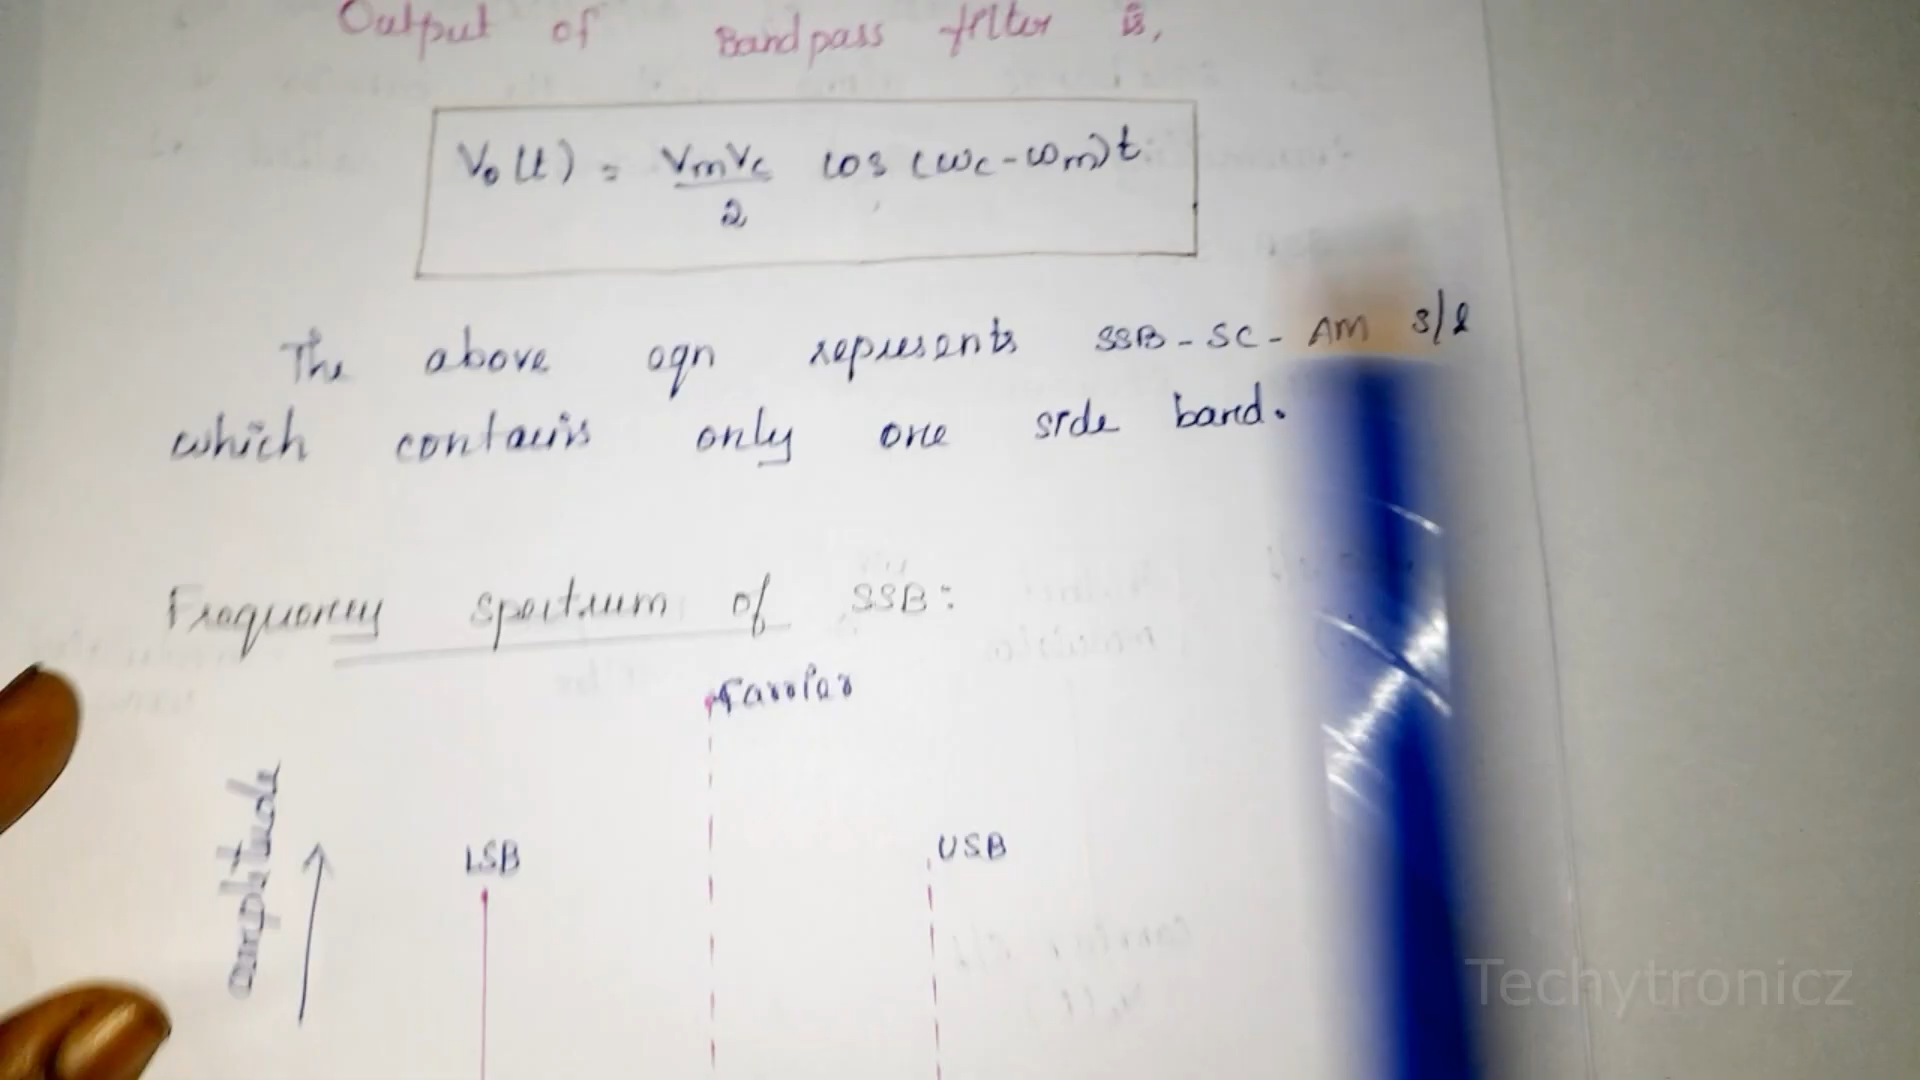 Output of Bandpass filter is,
V₀(t) = VmVc/2 cos (ωc-ωm)t
The above eqn represents SSB-SC-AM s/l
which contains only one side band.
Frequency spectrum of SSB:
carrier
LSB
USB
amplitude
Techytronicz